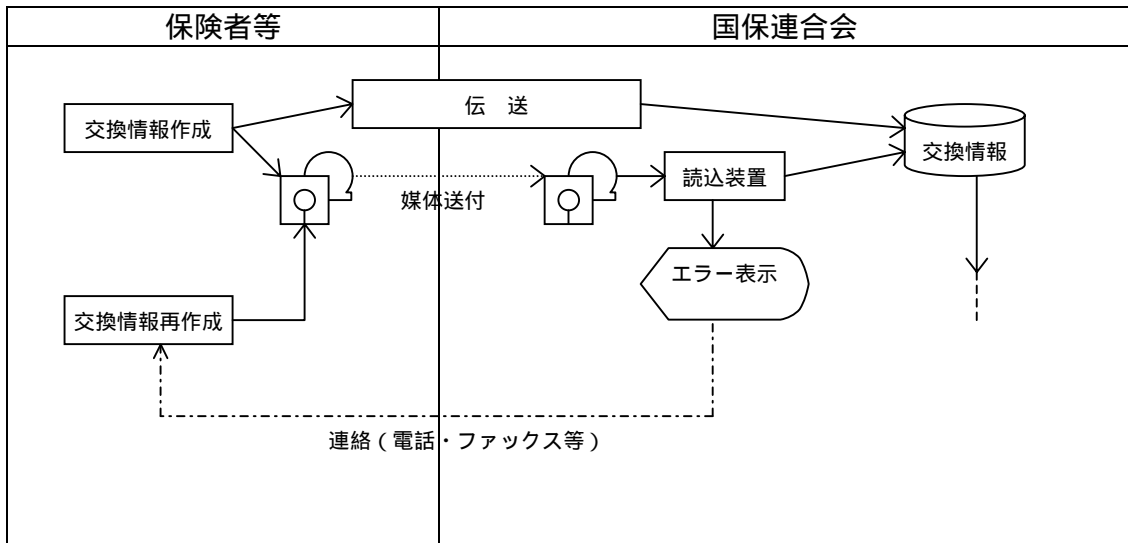 保険者等
国保連合会
伝　送
交換情報作成
交換情報
読込装置
媒体送付
エラー表示
交換情報再作成
連絡（電話・ファックス等）